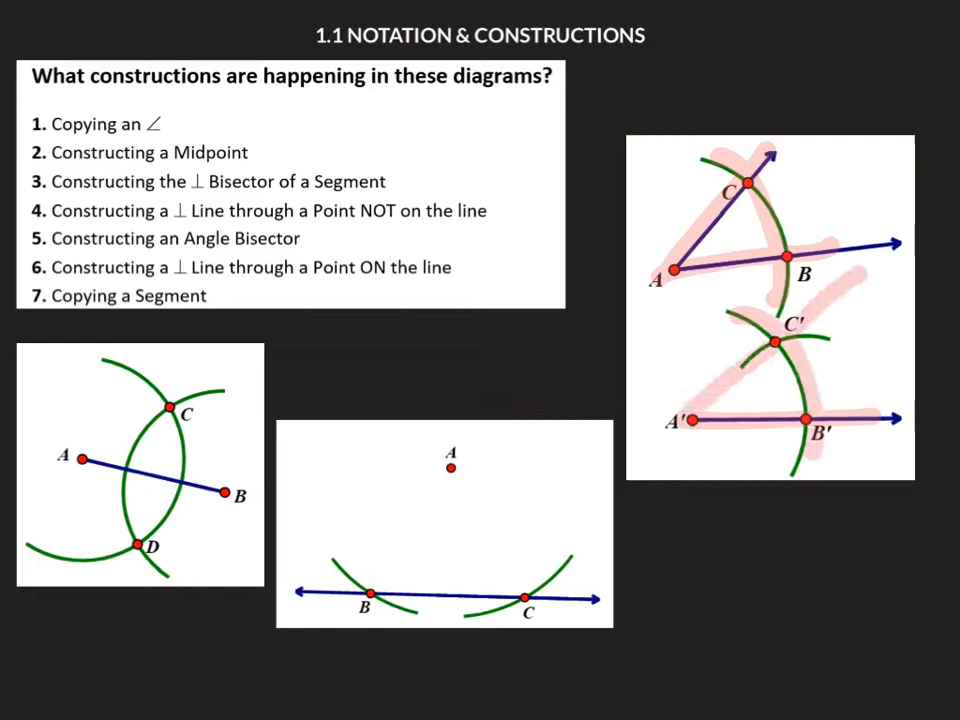 1.1 NOTATION & CONSTRUCTIONS
What constructions are happening in these diagrams?
1. Copying an ∠
2. Constructing a Midpoint
3. Constructing the ⊥ Bisector of a Segment
4. Constructing a ⊥ Line through a Point NOT on the line
5. Constructing an Angle Bisector
6. Constructing a ⊥ Line through a Point ON the line
7. Copying a Segment
C
A
B
C'
A'
B'
C
A
B
D
A
B
C